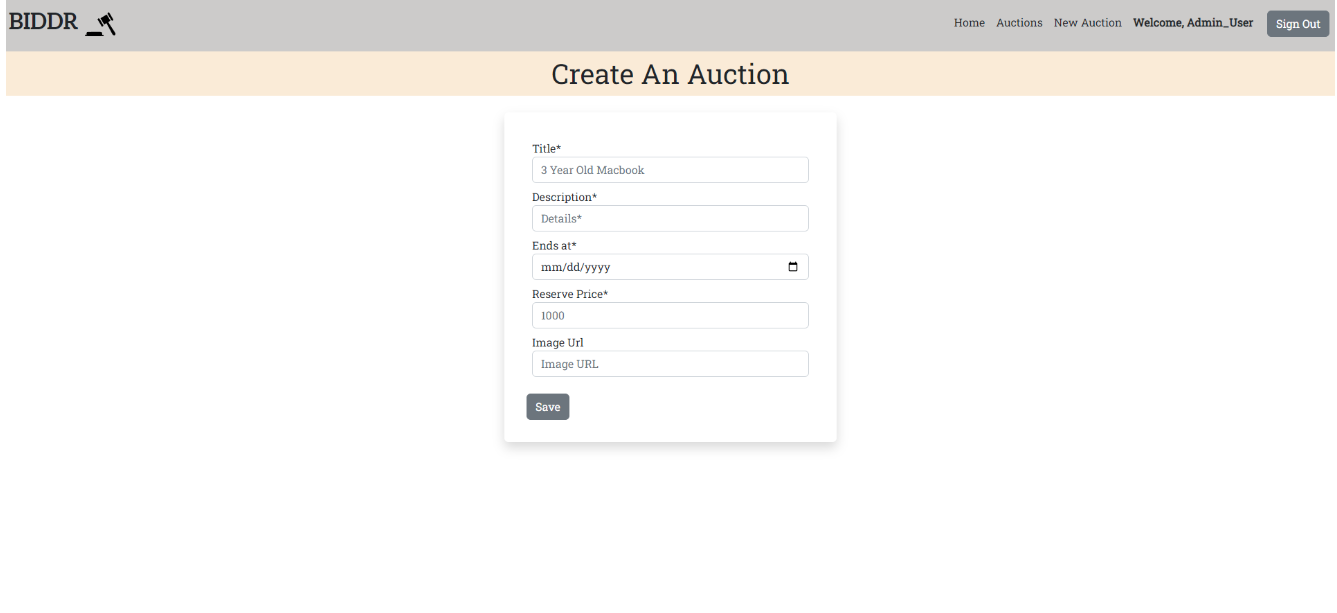 BIDDR
Home Auctions New Auction Welcome, Admin_User Sign Out
Create An Auction
Title*
3 Year Old Macbook
Description*
Details*
Ends at*
mm/dd/yyyy
Reserve Price*
1000
Image Url
Image URL
Save